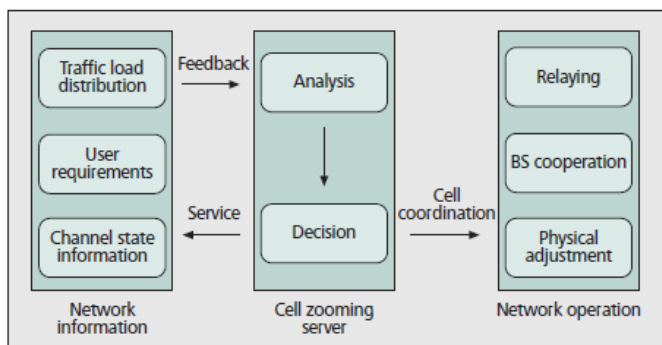 Traffic load
distribution
User
requirements
Channel state
information
Network
information
Feedback
Service
Analysis
Decision
Cell zooming
server
Cell
coordination
Relaying
BS cooperation
Physical
adjustment
Network operation